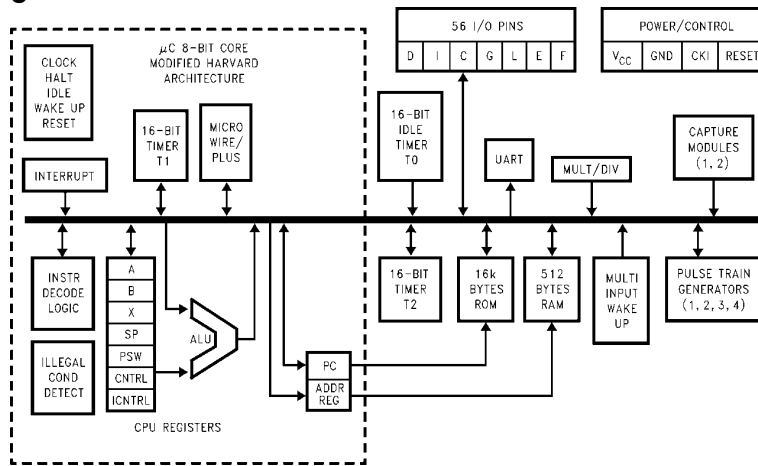 μC 8-BIT CORE
MODIFIED HARVARD
ARCHITECTURE
CLOCK
HALT
IDLE
WAKE UP
RESET
INTERRUPT
16-BIT
TIMER
T1
MICRO
WIRE/
PLUS
56 I/O PINS
D I C G L E F
POWER/CONTROL
VCC GND CKI RESET
16-BIT
IDLE
TIMER
T0
UART
MULT/DIV
CAPTURE
MODULES
(1, 2)
INSTR
DECODE
LOGIC
ILLEGAL
COND
DETECT
A
B
X
SP
PSW
CNTRL
ICNTRL
CPU REGISTERS
ALU
PC
ADDR
REG
16-BIT
TIMER
T2
16k
BYTES
ROM
512
BYTES
RAM
MULTI
INPUT
WAKE
UP
PULSE TRAIN
GENERATORS
(1, 2, 3, 4)